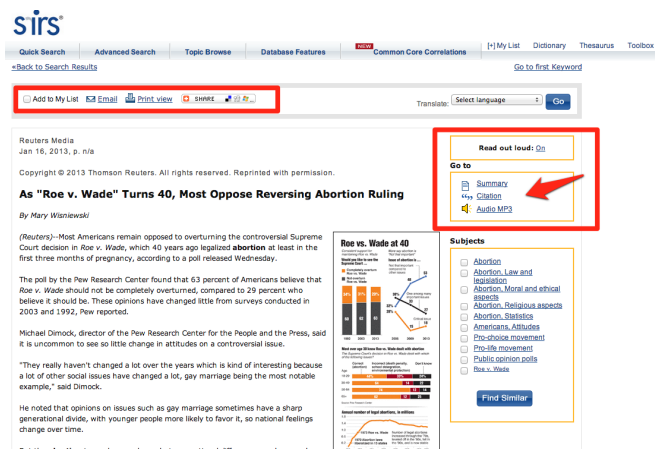 sirs®
Quick Search Advanced Search Topic Browse Database Features NEW Common Core Correlations [+] My List Dictionary Thesaurus Toolbox
«Back to Search Results Go to first Keyword
Add to My List Email Print view SHARE Translate: Select language Go
Reuters Media
Jan 16, 2013, p. n/a
Copyright © 2013 Thomson Reuters. All rights reserved. Reprinted with permission.
As "Roe v. Wade" Turns 40, Most Oppose Reversing Abortion Ruling
By Mary Wisniewski
(Reuters)--Most Americans remain opposed to overturning the controversial Supreme
Court decision in Roe v. Wade, which 40 years ago legalized abortion at least in the
first three months of pregnancy, according to a poll released Wednesday.
The poll by the Pew Research Center found that 63 percent of Americans believe that
Roe v. Wade should not be completely overturned, compared to 29 percent who
believe it should be. These opinions have changed little from surveys conducted in
2003 and 1992, Pew reported.
Michael Dimock, director of the Pew Research Center for the People and the Press, said
it is uncommon to see so little change in attitudes on a controversial issue.
"They really haven't changed a lot over the years which is kind of interesting because
a lot of other social issues have changed a lot, gay marriage being the most notable
example," said Dimock.
He noted that opinions on issues such as gay marriage sometimes have a sharp
generational divide, with younger people more likely to favor it, so national feelings
change over time.
Roe vs. Wade at 40
Read out loud: On
Go to
Summary
Citation
Audio MP3
Subjects
Abortion
Abortion, Law and
legislation
Abortion, Moral and ethical
aspects
Abortion, Religious aspects
Abortion, Statistics
Americans, Attitudes
Pro-choice movement
Pro-life movement
Public opinion polls
Roe v. Wade
Find Similar